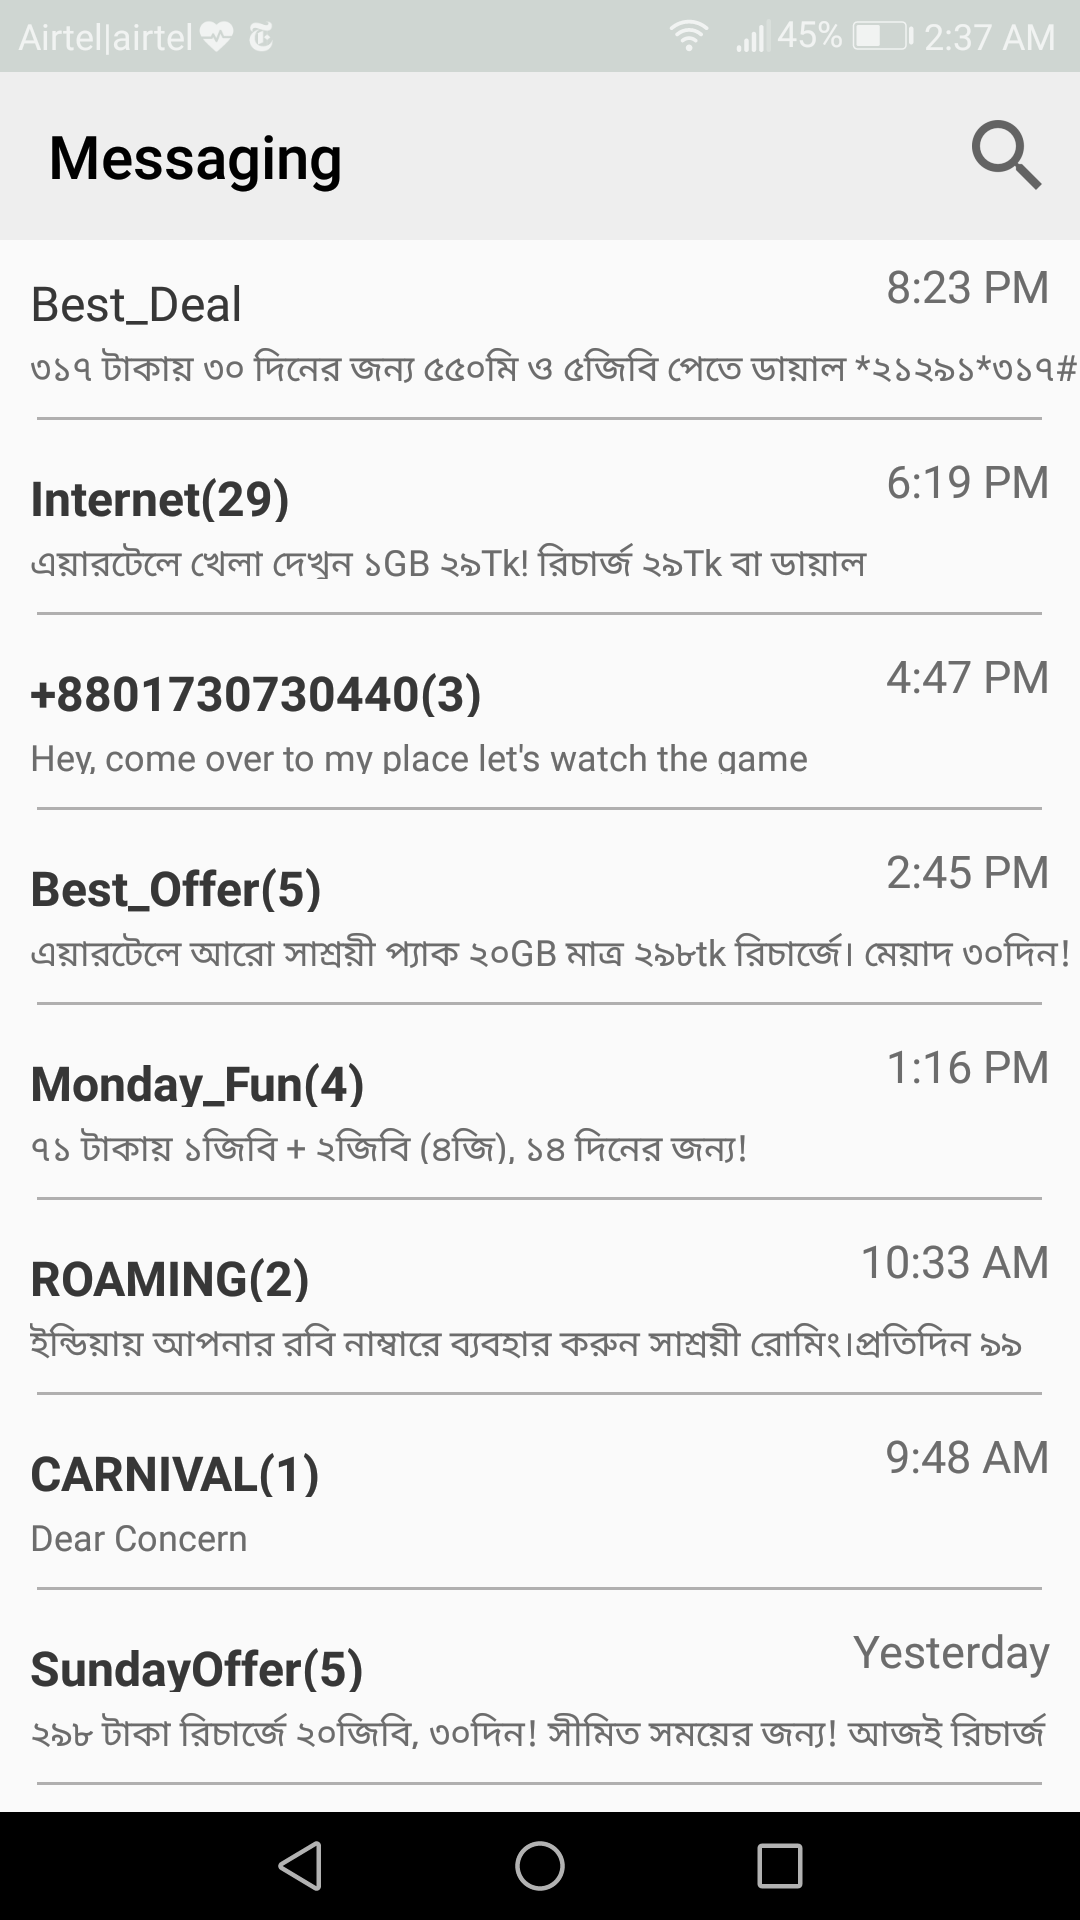 Airtel|airtel 45% 2:37 AM
Messaging
Best_Deal 8:23 PM
৩১৭ টাকায় ৩০ দিনের জন্য ৫৫০মি ও ৫জিবি পেতে ডায়াল *২১২৯১*৩১৭#
Internet(29) 6:19 PM
এয়ারটেলে খেলা দেখুন ১GB ২৯Tk! রিচার্জ ২৯Tk বা ডায়াল
+8801730730440(3) 4:47 PM
Hey, come over to my place let's watch the game
Best_Offer(5) 2:45 PM
এয়ারটেলে আরো সাশ্রয়ী প্যাক ২০GB মাত্র ২৯৮tk রিচার্জে। মেয়াদ ৩০দিন!
Monday_Fun(4) 1:16 PM
৭১ টাকায় ১জিবি + ২জিবি (৪জি), ১৪ দিনের জন্য!
ROAMING(2) 10:33 AM
ইন্ডিয়ায় আপনার রবি নাম্বারে ব্যবহার করুন সাশ্রয়ী রোমিং।প্রতিদিন ৯৯
CARNIVAL(1) 9:48 AM
Dear Concern
SundayOffer(5) Yesterday
২৯৮ টাকা রিচার্জে ২০জিবি, ৩০দিন! সীমিত সময়ের জন্য! আজই রিচার্জ